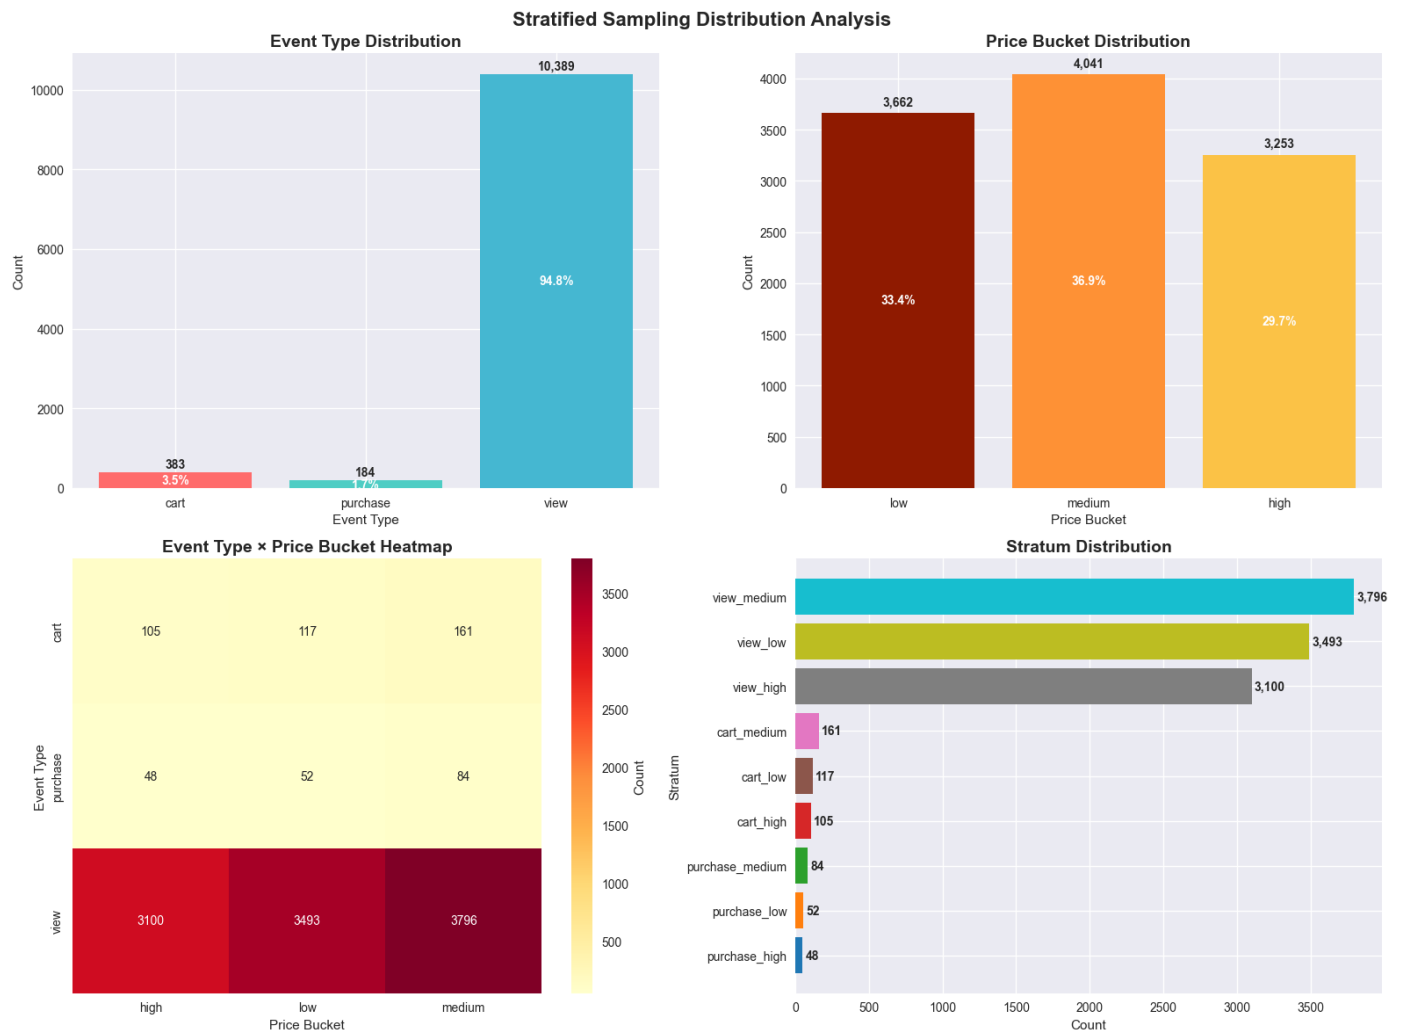 Stratified Sampling Distribution Analysis
Event Type Distribution
10,389
10000
8000
6000
4000
2000
0
Count
94.8%
383
3.5%
184
1.7%
cart
purchase
view
Event Type
Price Bucket Distribution
4,041
3,662
3,253
4000
3500
3000
2500
2000
1500
1000
500
0
Count
33.4%
36.9%
29.7%
low
medium
high
Price Bucket
Event Type × Price Bucket Heatmap
cart
purchase
view
Event Type
105
117
161
48
52
84
3100
3493
3796
high
low
medium
Price Bucket
3500
3000
2500
2000
1500
1000
500
Count
Stratum Distribution
Stratum
view_medium
3,796
view_low
3,493
view_high
3,100
cart_medium
161
cart_low
117
cart_high
105
purchase_medium
84
purchase_low
52
purchase_high
48
0
500
1000
1500
2000
2500
3000
3500
Count